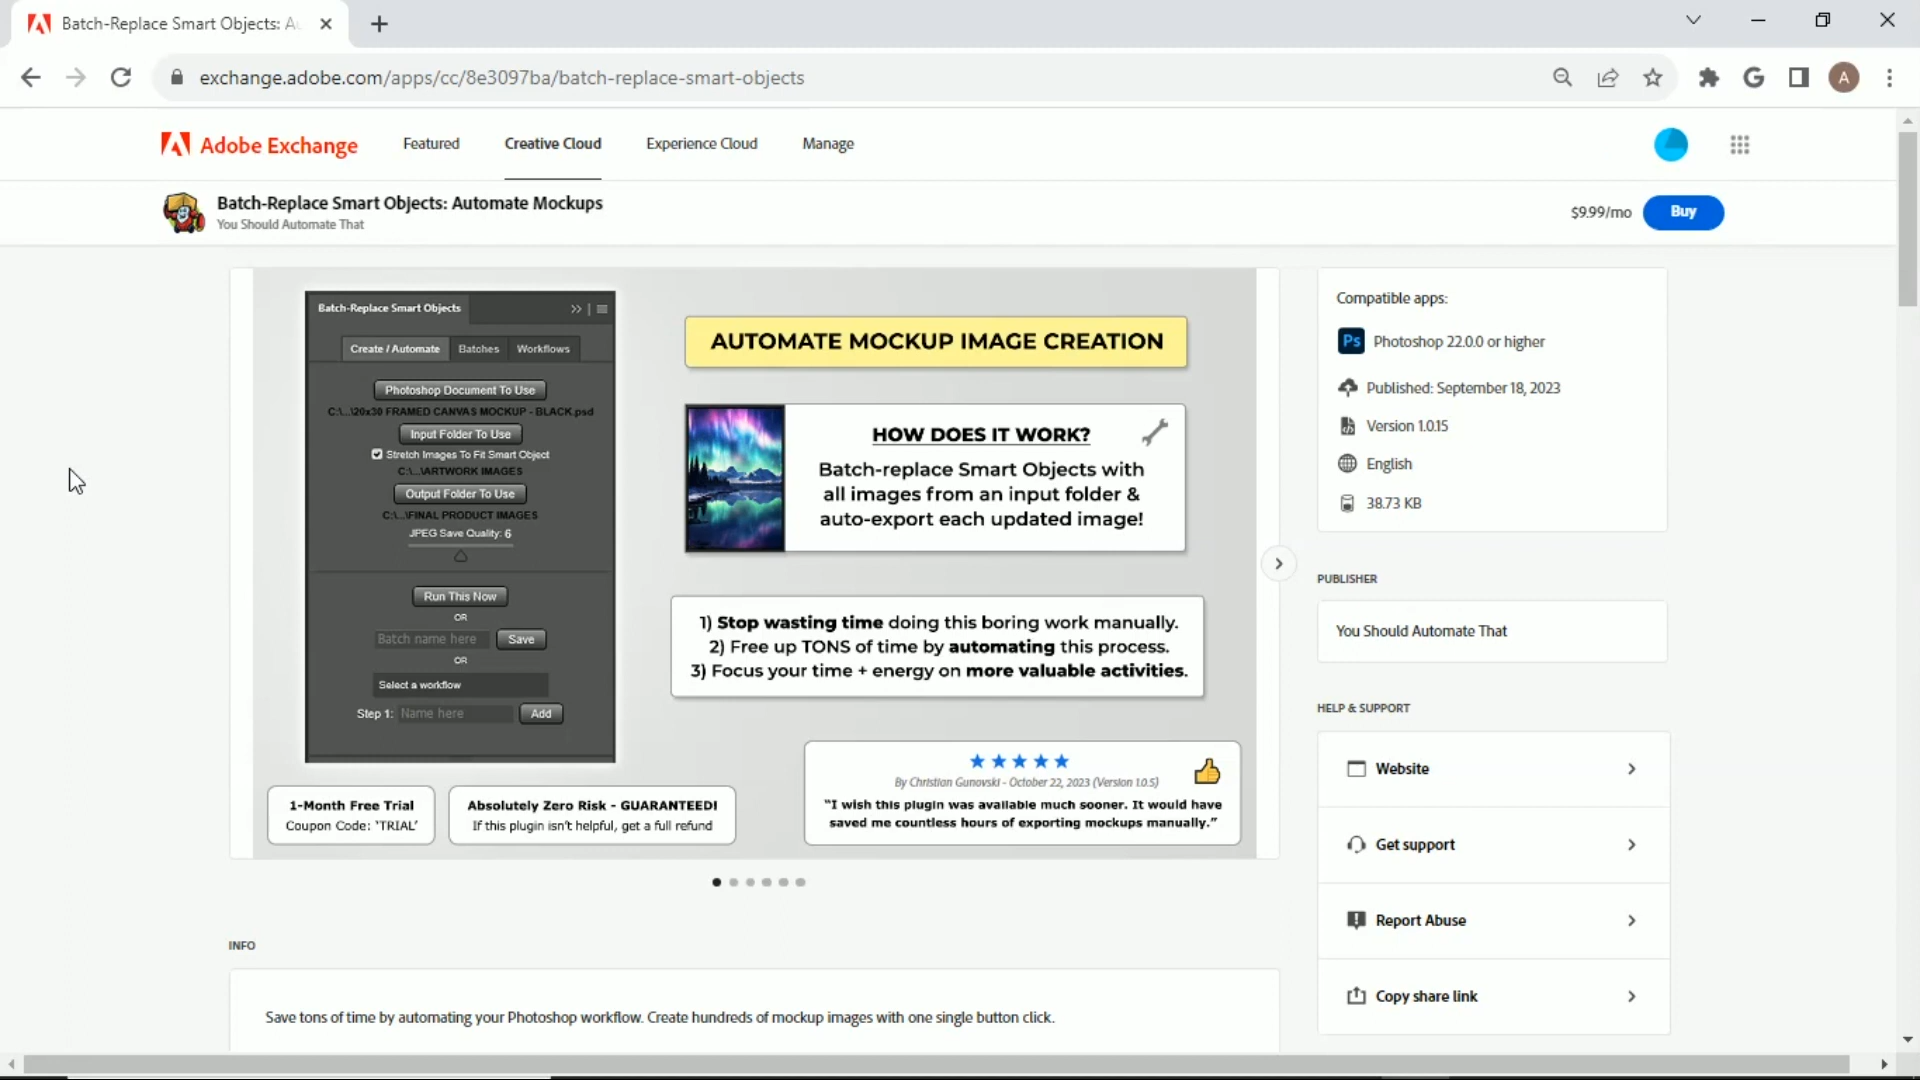 Batch-Replace Smart Objects: A
exchange.adobe.com/apps/cc/8e3097ba/batch-replace-smart-objects
A
Adobe Exchange
Featured
Creative Cloud
Experience Cloud
Manage
Batch-Replace Smart Objects: Automate Mockups
You Should Automate That
$9.99/mo
Buy
Batch-Replace Smart Objects
Create / Automate
Batches
Workflows
Photoshop Document To Use
C:\...\20x30 FRAMED CANVAS MOCKUP - BLACK.psd
Input Folder To Use
Stretch Images To Fit Smart Object
C:\...\ARTWORK IMAGES
Output Folder To Use
C:\...\FINAL PRODUCT IMAGES
JPEG Save Quality: 6
Run This Now
OR
Batch name here
Save
OR
Select a workflow
Step 1:
Name here
Add
AUTOMATE MOCKUP IMAGE CREATION
HOW DOES IT WORK?
Batch-replace Smart Objects with
all images from an input folder &
auto-export each updated image!
1) Stop wasting time doing this boring work manually.
2) Free up TONS of time by automating this process.
3) Focus your time + energy on more valuable activities.
1-Month Free Trial
Coupon Code: 'TRIAL'
Absolutely Zero Risk - GUARANTEED!
If this plugin isn't helpful, get a full refund
By Christian Gunovski - October 22, 2023 (Version 1.0.5)
"I wish this plugin was available much sooner. It would have
saved me countless hours of exporting mockups manually."
Compatible apps:
Ps
Photoshop 22.0.0 or higher
Published: September 18, 2023
Version 1.0.15
English
38.73 KB
PUBLISHER
You Should Automate That
HELP & SUPPORT
Website
Get support
Report Abuse
Copy share link
INFO
Save tons of time by automating your Photoshop workflow. Create hundreds of mockup images with one single button click.